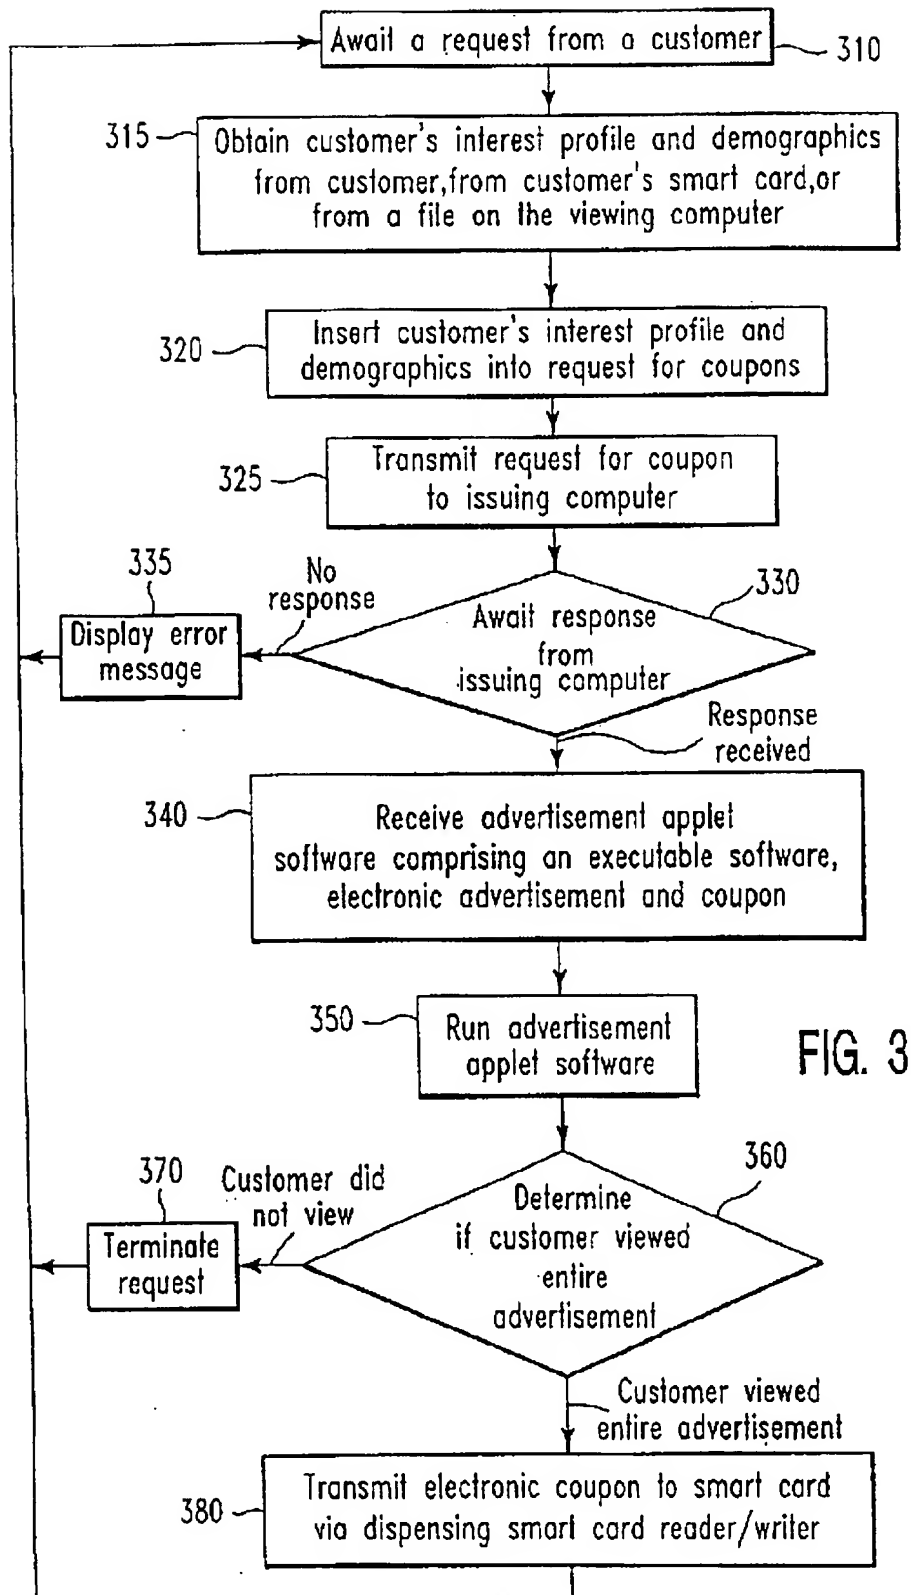 Await a request from a customer
310
315
Obtain customer's interest profile and demographics
from customer,from customer's smart card,or
from a file on the viewing computer
320
Insert customer's interest profile and
demographics into request for coupons
325
Transmit request for coupon
to issuing computer
335
No
response
330
Display error
message
Await response
from
issuing computer
Response
received
340
Receive advertisement applet
software comprising an executable software,
electronic advertisement and coupon
350
Run advertisement
applet software
FIG. 3
370
Customer did
not view
360
Terminate
request
Determine
if customer viewed
entire
advertisement
Customer viewed
entire advertisement
380
Transmit electronic coupon to smart card
via dispensing smart card reader/writer